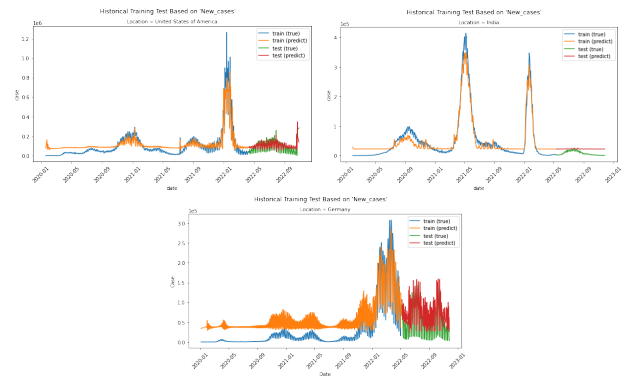 Historical Training Test Based on 'New_cases'
Location = United States of America
1e6
train (true)
train (predict)
test (true)
test (predict)
1.2
1.0
0.8
0.6
0.4
0.2
0.0
case
2020-01
2020-05
2020-09
2021-01
2021-05
2021-09
2022-01
2022-05
2022-09
date
Historical Training Test Based on 'New_cases'
Location = India
1e5
train (true)
train (predict)
test (true)
test (predict)
4
3
2
1
0
case
2020-01
2020-05
2020-09
2021-01
2021-05
2021-09
2022-01
2022-05
2022-09
2023-01
date
Historical Training Test Based on 'New_cases'
Location = Germany
1e5
train (true)
train (predict)
test (true)
test (predict)
3.0
2.5
2.0
1.5
1.0
0.5
0.0
Case
2020-01
2020-05
2020-09
2021-01
2021-05
2021-09
2022-01
2022-05
2022-09
2023-01
Date